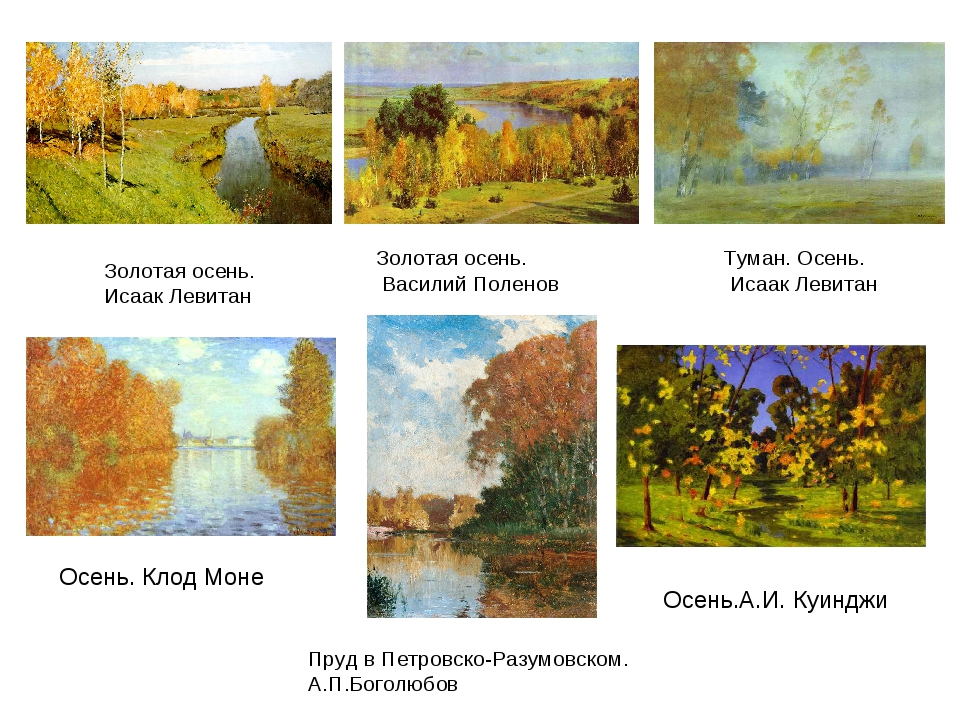 Золотая осень.
Исаак Левитан
Золотая осень.
Василий Поленов
Туман. Осень.
Исаак Левитан
Осень. Клод Моне
Осень.А.И. Куинджи
Пруд в Петровско-Разумовском.
А.П.Боголюбов